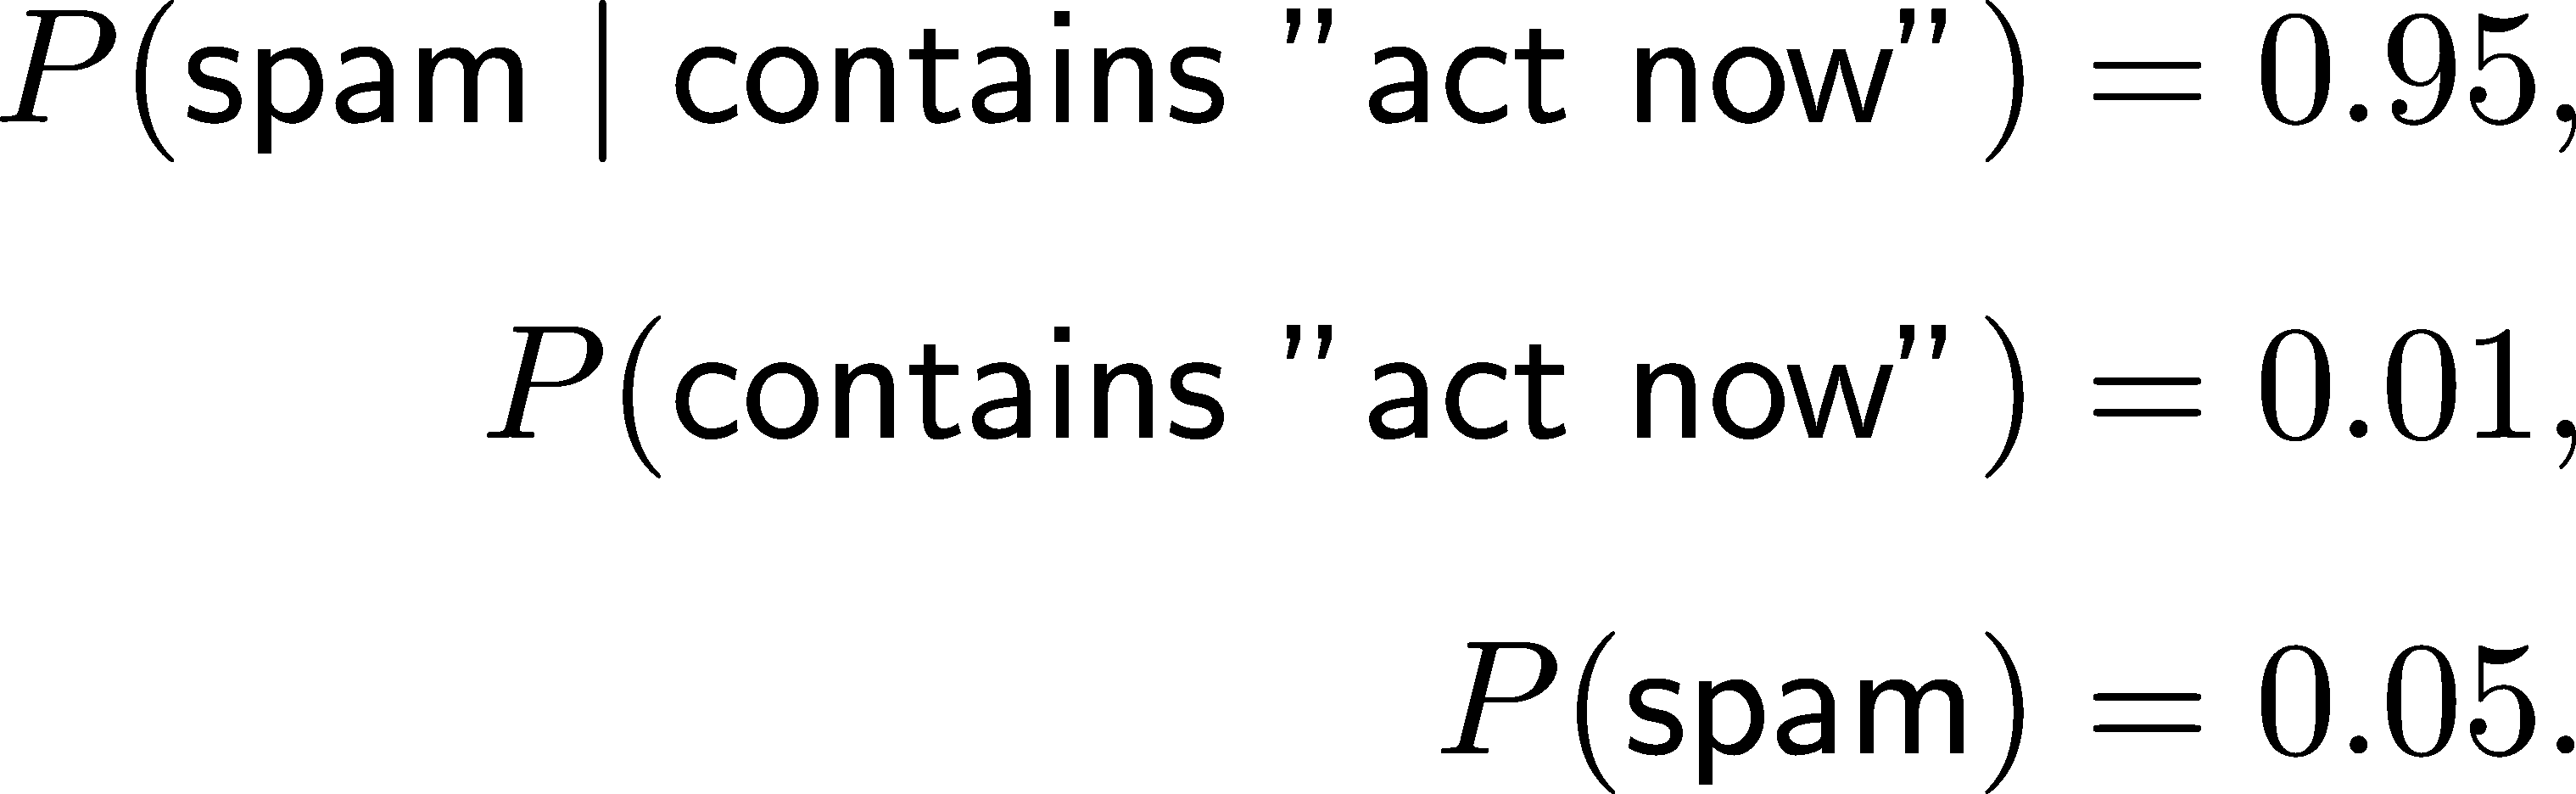 P(spam | contains ”act now”) = 0.95,
P(contains ”act now”) = 0.01,
P(spam) = 0.05.